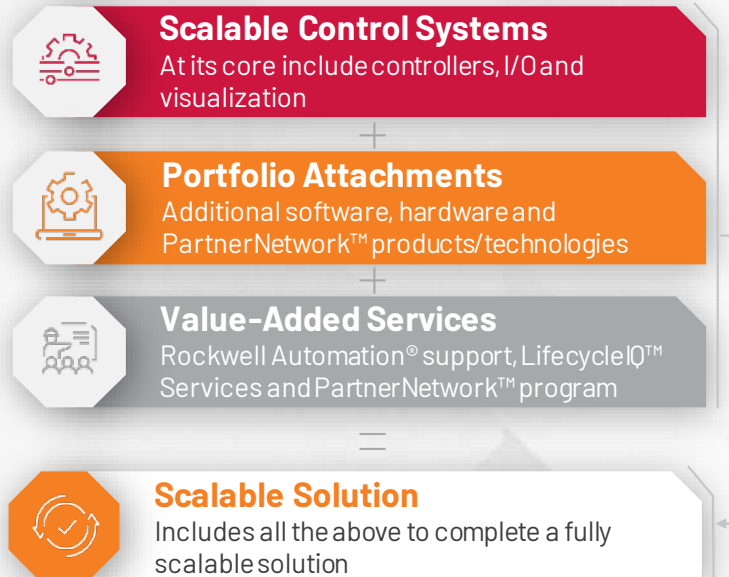 Scalable Control Systems
At its core include controllers, I/O and
visualization
+
Portfolio Attachments
Additional software, hardware and
PartnerNetwork™ products/technologies
+
Value-Added Services
Rockwell Automation® support, LifecycleIQ™
Services and PartnerNetwork™ program
=
Scalable Solution
Includes all the above to complete a fully
scalable solution